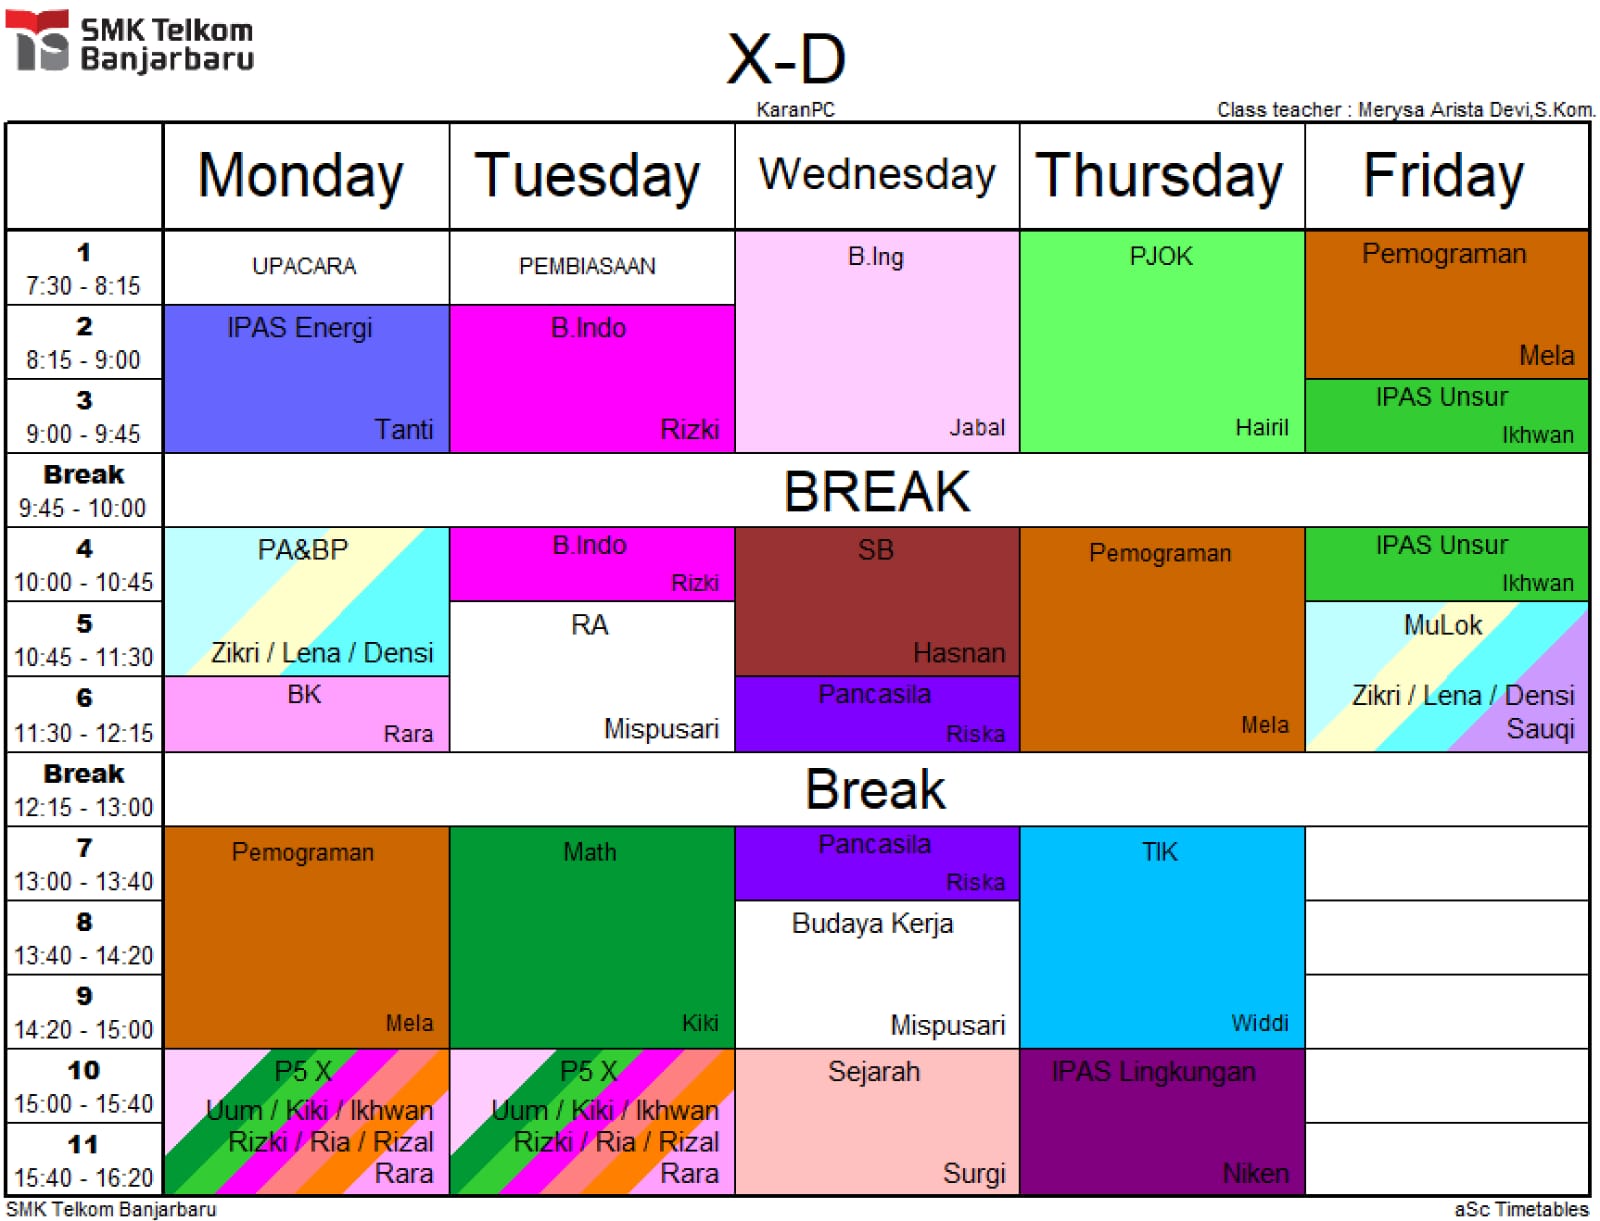 SMK Telkom
Banjarbaru
X-D
KaranPC
Class teacher : Merysa Arista Devi,S.Kom.
Monday Tuesday Wednesday Thursday Friday
1
7:30 - 8:15
UPACARA
PEMBIASAAN
B.Ing
Jabal
PJOK
Hairil
Pemograman
Mela
2
8:15 - 9:00
IPAS Energi
Tanti
B.Indo
Rizki
3
9:00 - 9:45
IPAS Unsur
Ikhwan
Break
9:45 - 10:00
BREAK
4
10:00 - 10:45
PA&BP
Zikri / Lena / Densi
B.Indo
Rizki
SB
Hasnan
Pemograman
Mela
IPAS Unsur
Ikhwan
5
10:45 - 11:30
RA
Mispusari
MuLok
Zikri / Lena / Densi
Sauqi
6
11:30 - 12:15
BK
Rara
Pancasila
Riska
Break
12:15 - 13:00
Break
7
13:00 - 13:40
Pemograman
Mela
Math
Kiki
Pancasila
Riska
TIK
Widdi
8
13:40 - 14:20
Budaya Kerja
Mispusari
9
14:20 - 15:00
10
15:00 - 15:40
P5 X
Uum / Kiki / Ikhwan
Rizki / Ria / Rizal
Rara
P5 X
Uum / Kiki / Ikhwan
Rizki / Ria / Rizal
Rara
Sejarah
Surgi
IPAS Lingkungan
Niken
11
15:40 - 16:20
SMK Telkom Banjarbaru
aSc Timetables